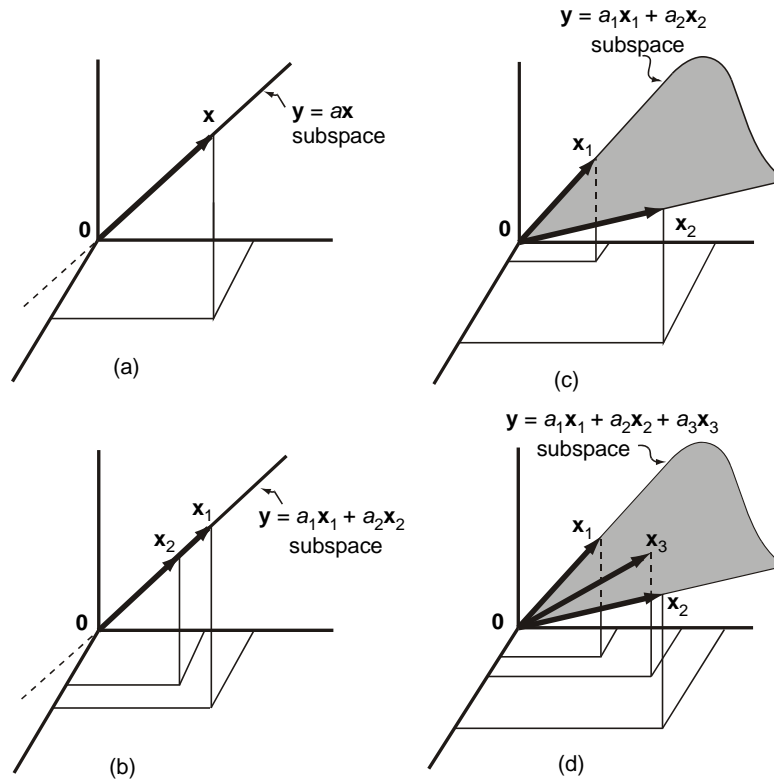 x
y = ax
subspace
0
(a)
y = a₁x₁ + a₂x₂
subspace
x₁
0
x₂
(c)
x₁
x₂
y = a₁x₁ + a₂x₂
subspace
0
(b)
y = a₁x₁ + a₂x₂ + a₃x₃
subspace
x₁
x₃
x₂
0
(d)